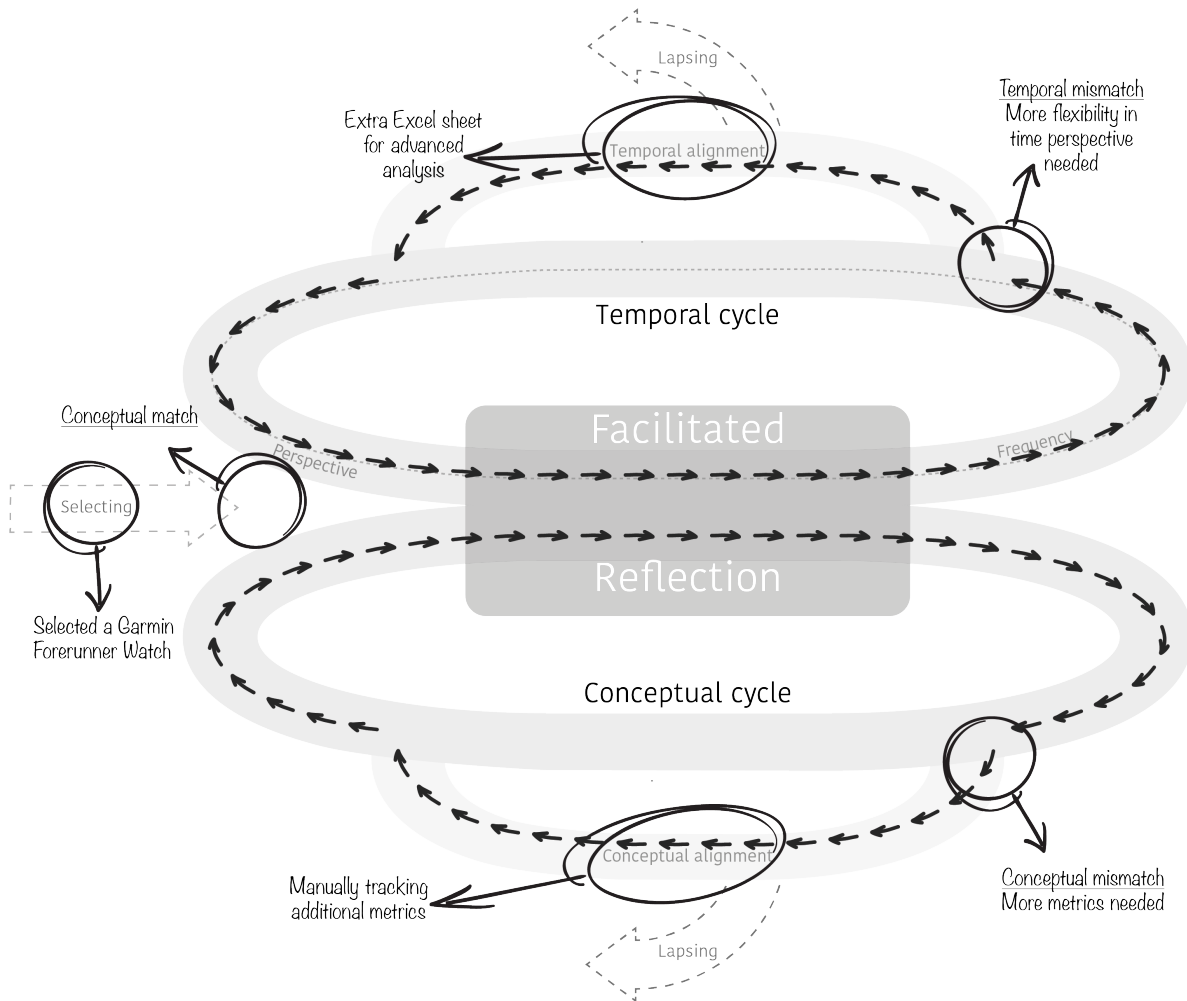 Lapsing
Temporal mismatch
More flexibility in
time perspective
needed
Extra Excel sheet
for advanced
analysis
Temporal alignment
Temporal cycle
Conceptual match
Facilitated
Perspective
Frequency
Selecting
Reflection
Selected a Garmin
Forerunner Watch
Conceptual cycle
Conceptual alignment
Manually tracking
additional metrics
Conceptual mismatch
More metrics needed
Lapsing